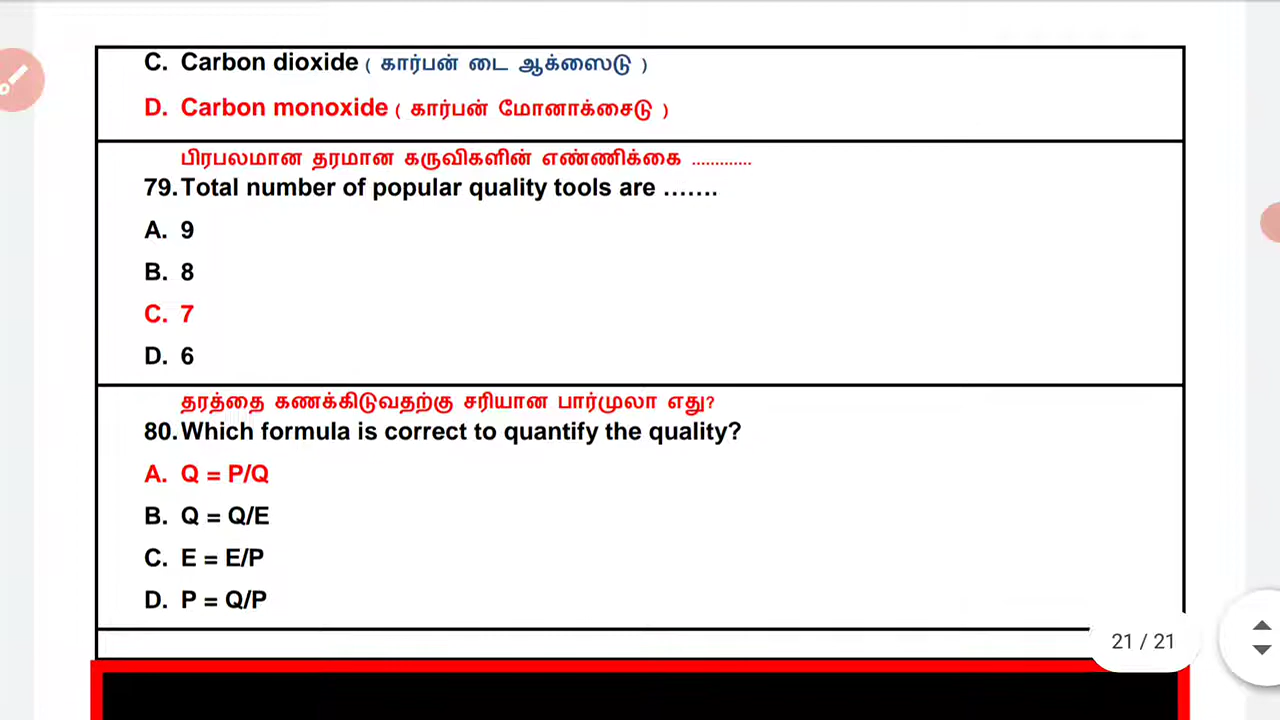 C. Carbon dioxide ( கார்பன் டை ஆக்ஸைடு )
D. Carbon monoxide ( கார்பன் மோனாக்சைடு )
பிரபலமான தரமான கருவிகளின் எண்ணிக்கை .............
79. Total number of popular quality tools are …….
A. 9
B. 8
C. 7
D. 6
தரத்தை கணக்கிடுவதற்கு சரியான பார்முலா எது?
80. Which formula is correct to quantify the quality?
A. Q = P/Q
B. Q = Q/E
C. E = E/P
D. P = Q/P
21 / 21